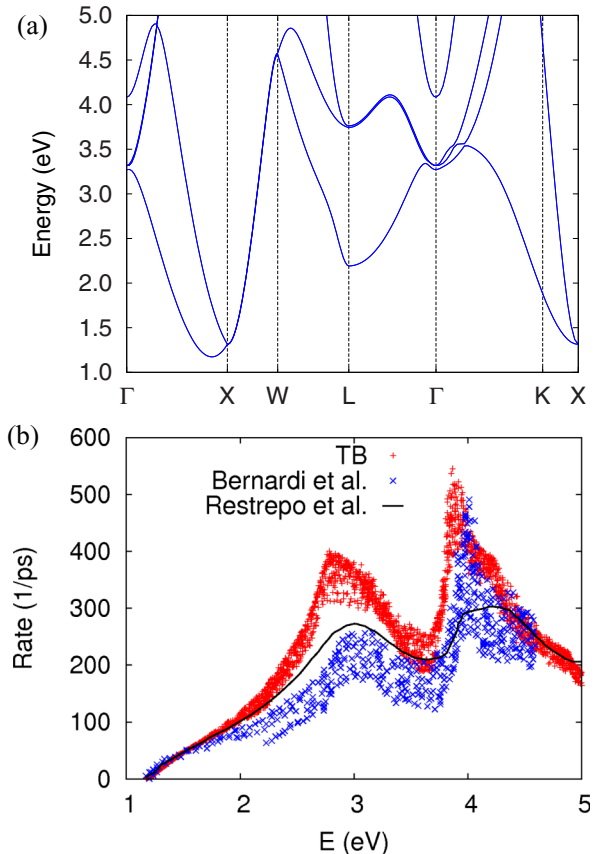 (a)
Energy (eV)
5.0
4.5
4.0
3.5
3.0
2.5
2.0
1.5
1.0
Γ X W L Γ K X
(b)
Rate (1/ps)
600
500
400
300
200
100
0
TB
Bernardi et al.
Restrepo et al.
1 2 3 4 5
E (eV)